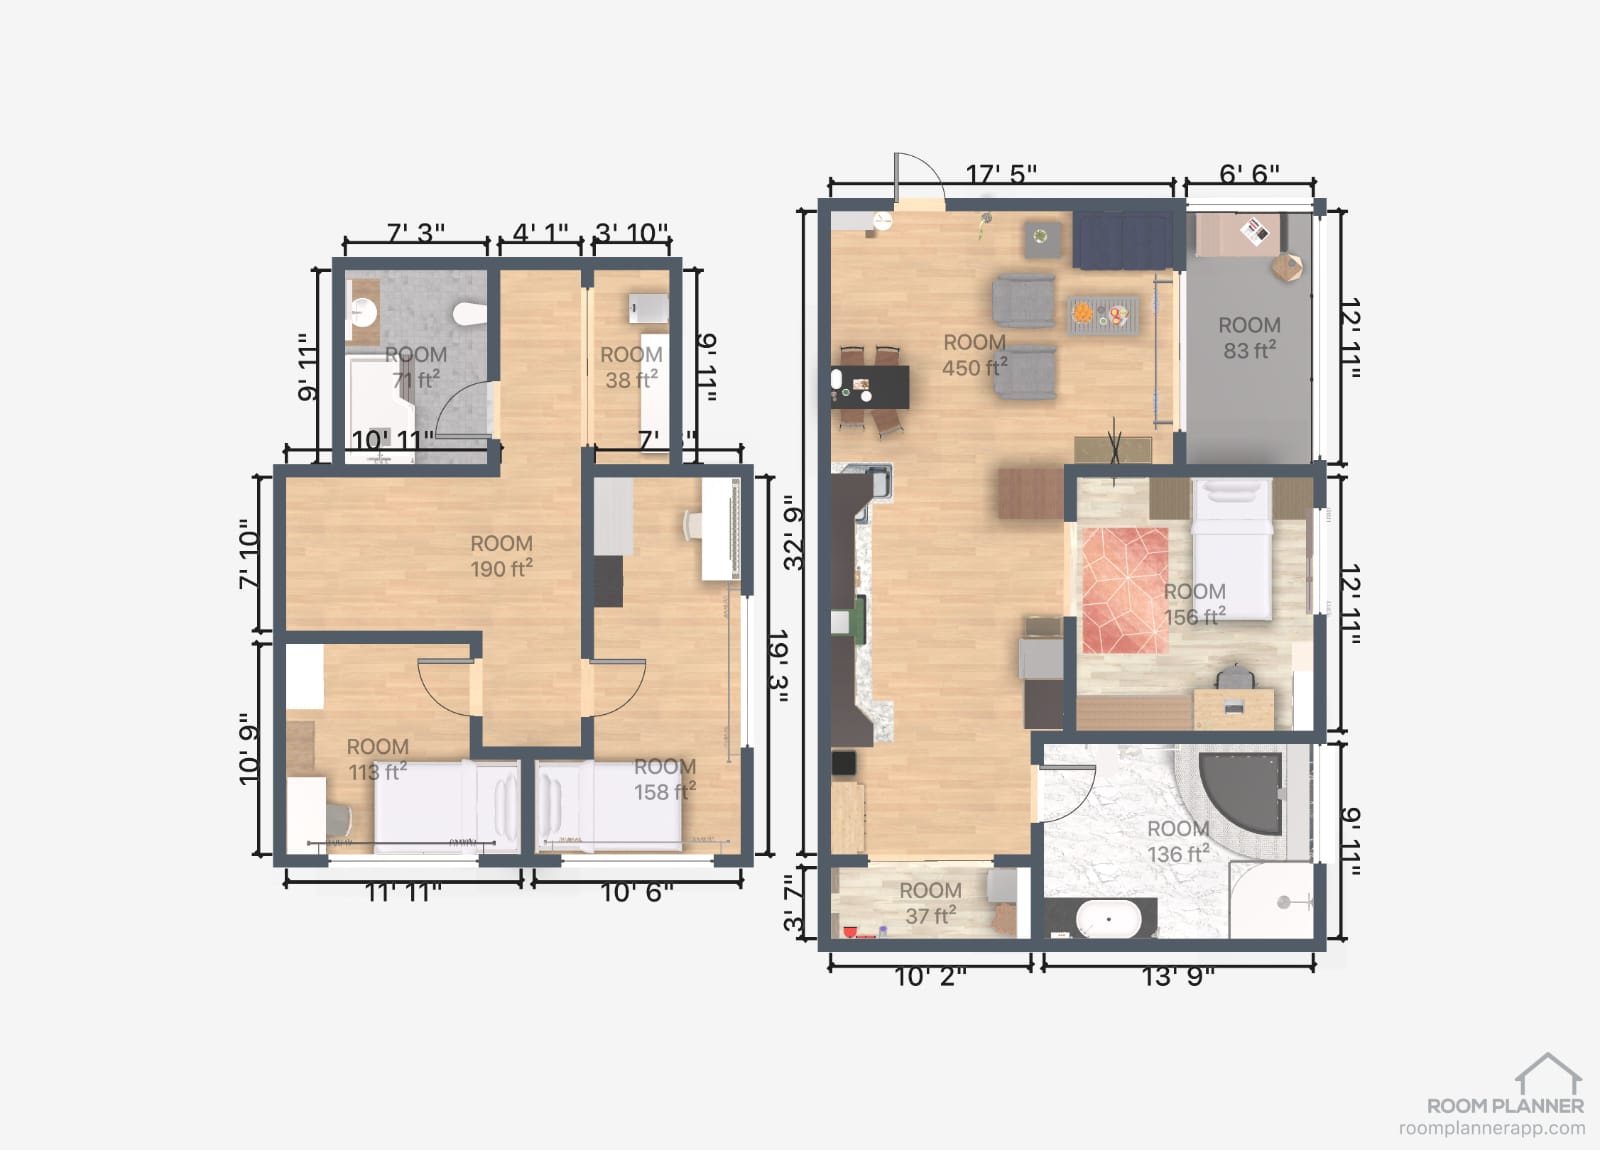 17' 5"
6' 6"
7' 3"
4' 1"
3' 10"
9' 11"
9' 11"
12' 11"
ROOM
83 ft²
ROOM
450 ft²
ROOM
71 ft²
ROOM
38 ft²
10' 11"
7' 10"
ROOM
190 ft²
32' 9"
12' 11"
ROOM
156 ft²
19' 3"
10' 9"
ROOM
113 ft²
ROOM
158 ft²
ROOM
136 ft²
9' 11"
11' 11"
10' 6"
3' 7"
ROOM
37 ft²
10' 2"
13' 9"
ROOM PLANNER
roomplannerapp.com